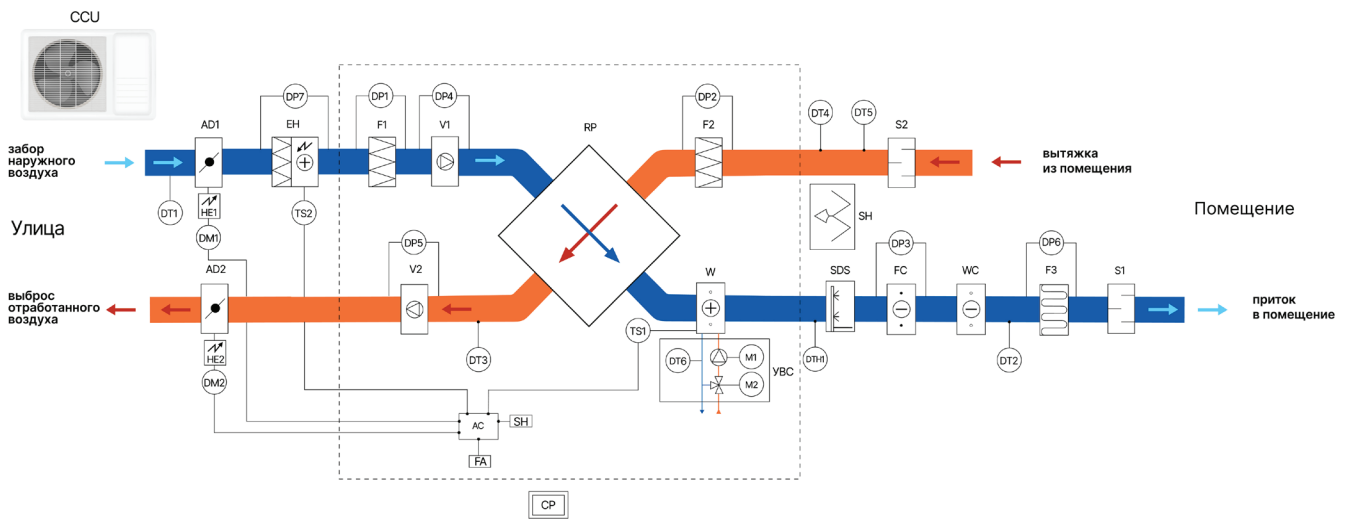 CCU
AD1
DP7
EH
DP1
F1
DP4
V1
RP
DP2
F2
DT4
DT5
S2
забор
наружного
воздуха
вытяжка
из помещения
DT1
HE1
TS2
DM1
SH
Улица
Помещение
AD2
DP5
V2
W
SDS
DP3
FC
WC
DP6
F3
S1
выброс
отработанного
воздуха
приток
в помещение
TS1
HE2
DT3
DT6
M1
УВС
DTH1
DT2
DM2
M2
AC
SH
FA
CP